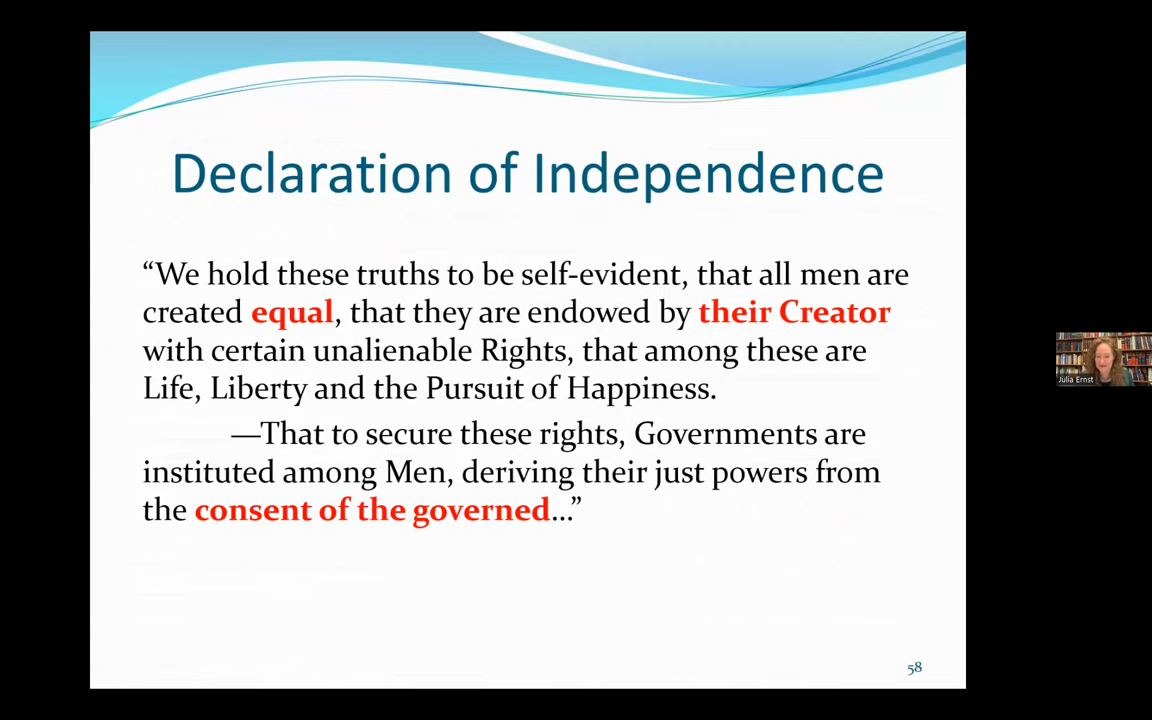 Declaration of Independence
“We hold these truths to be self-evident, that all men are
created equal, that they are endowed by their Creator
with certain unalienable Rights, that among these are
Life, Liberty and the Pursuit of Happiness.
—That to secure these rights, Governments are
instituted among Men, deriving their just powers from
the consent of the governed…”
58
Julia Ernst